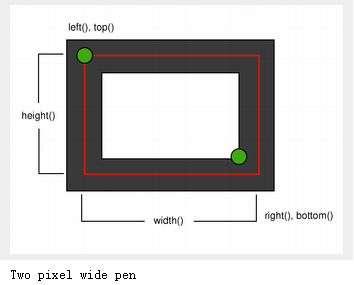 left(), top()
height()
width()
right(), bottom()
Two pixel wide pen